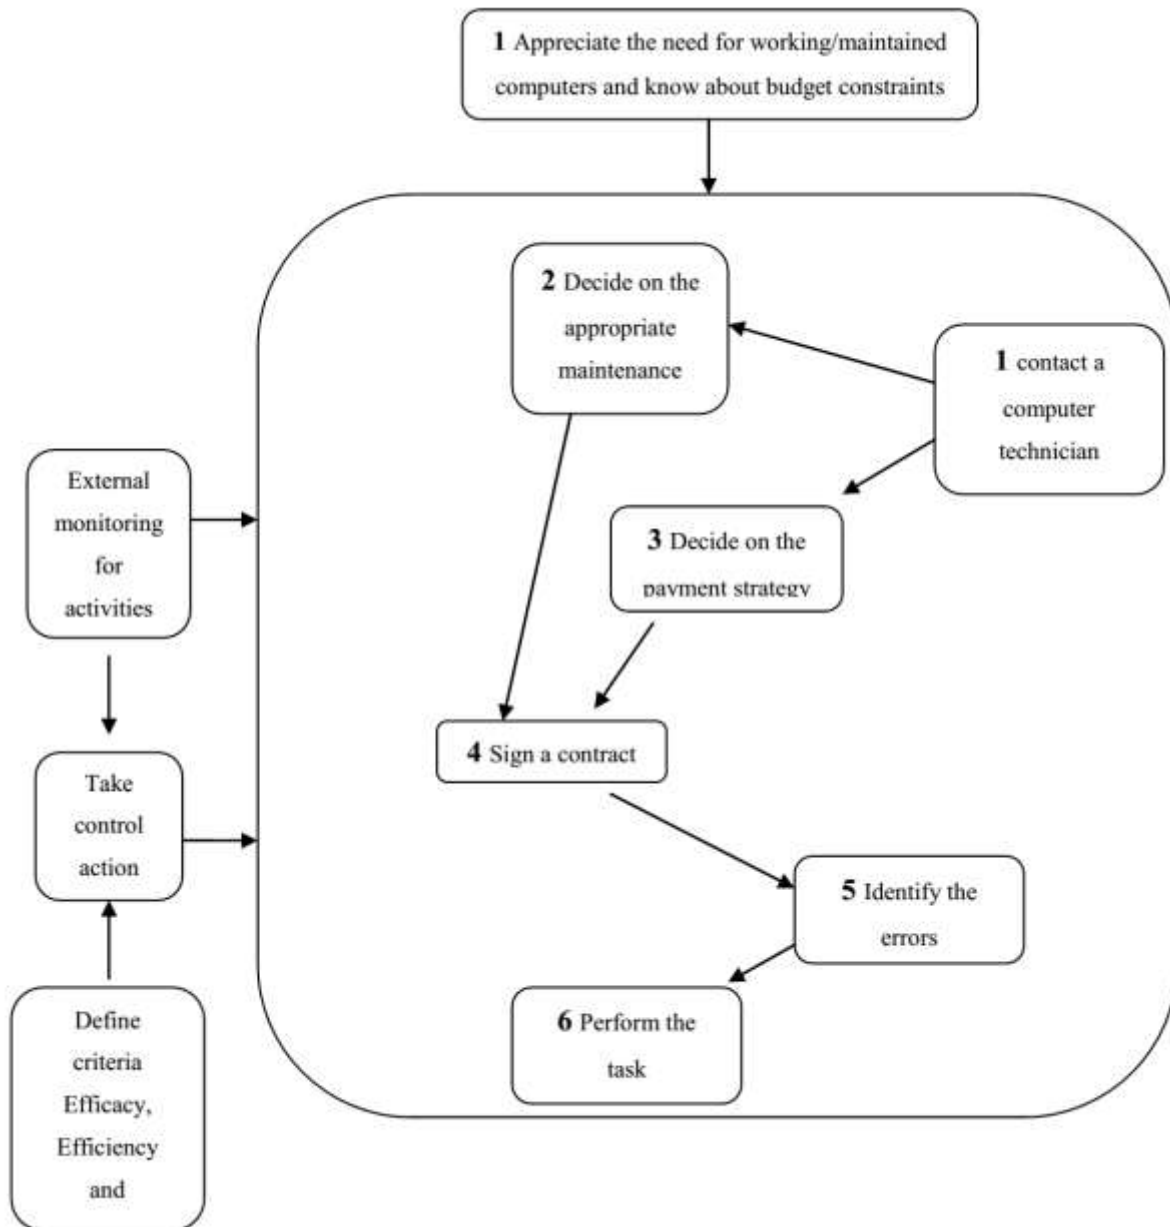 1 Appreciate the need for working/maintained
computers and know about budget constraints
2 Decide on the
appropriate
maintenance
1 contact a
computer
technician
External
monitoring
for
activities
3 Decide on the
payment strategy
4 Sign a contract
Take
control
action
5 Identify the
errors
6 Perform the
task
Define
criteria
Efficacy,
Efficiency
and